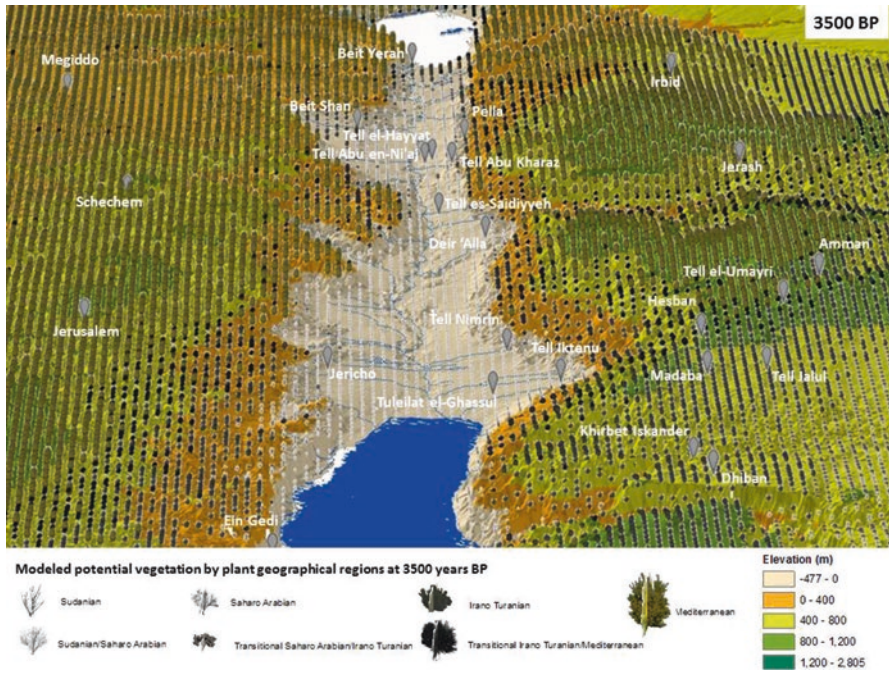 3500 BP
Beit Yerah
Megiddo
Irbid
Beit Shan
Pella
Tell el-Hayyat
Tell Abu en-Ni'aj
Tell Abu Kharaz
Jerash
Schechem
Tell es-Saidiyyeh
Deir 'Alla
Amman
Tell el-Umayri
Hesban
Jerusalem
Tell Nimrin
Tell Iktenu
Jericho
Madaba
Tell Jalul
Tuleilat el-Ghassul
Khirbet Iskander
Dhiban
Ein Gedi
Modeled potential vegetation by plant geographical regions at 3500 years BP
Sudanian
Saharo Arabian
Irano Turanian
Mediterranean
Sudanian/Saharo Arabian
Transitional Saharo Arabian/Irano Turanian
Transitional Irano Turanian/Mediterranean
Elevation (m)
-477 - 0
0 - 400
400 - 800
800 - 1,200
1,200 - 2,805